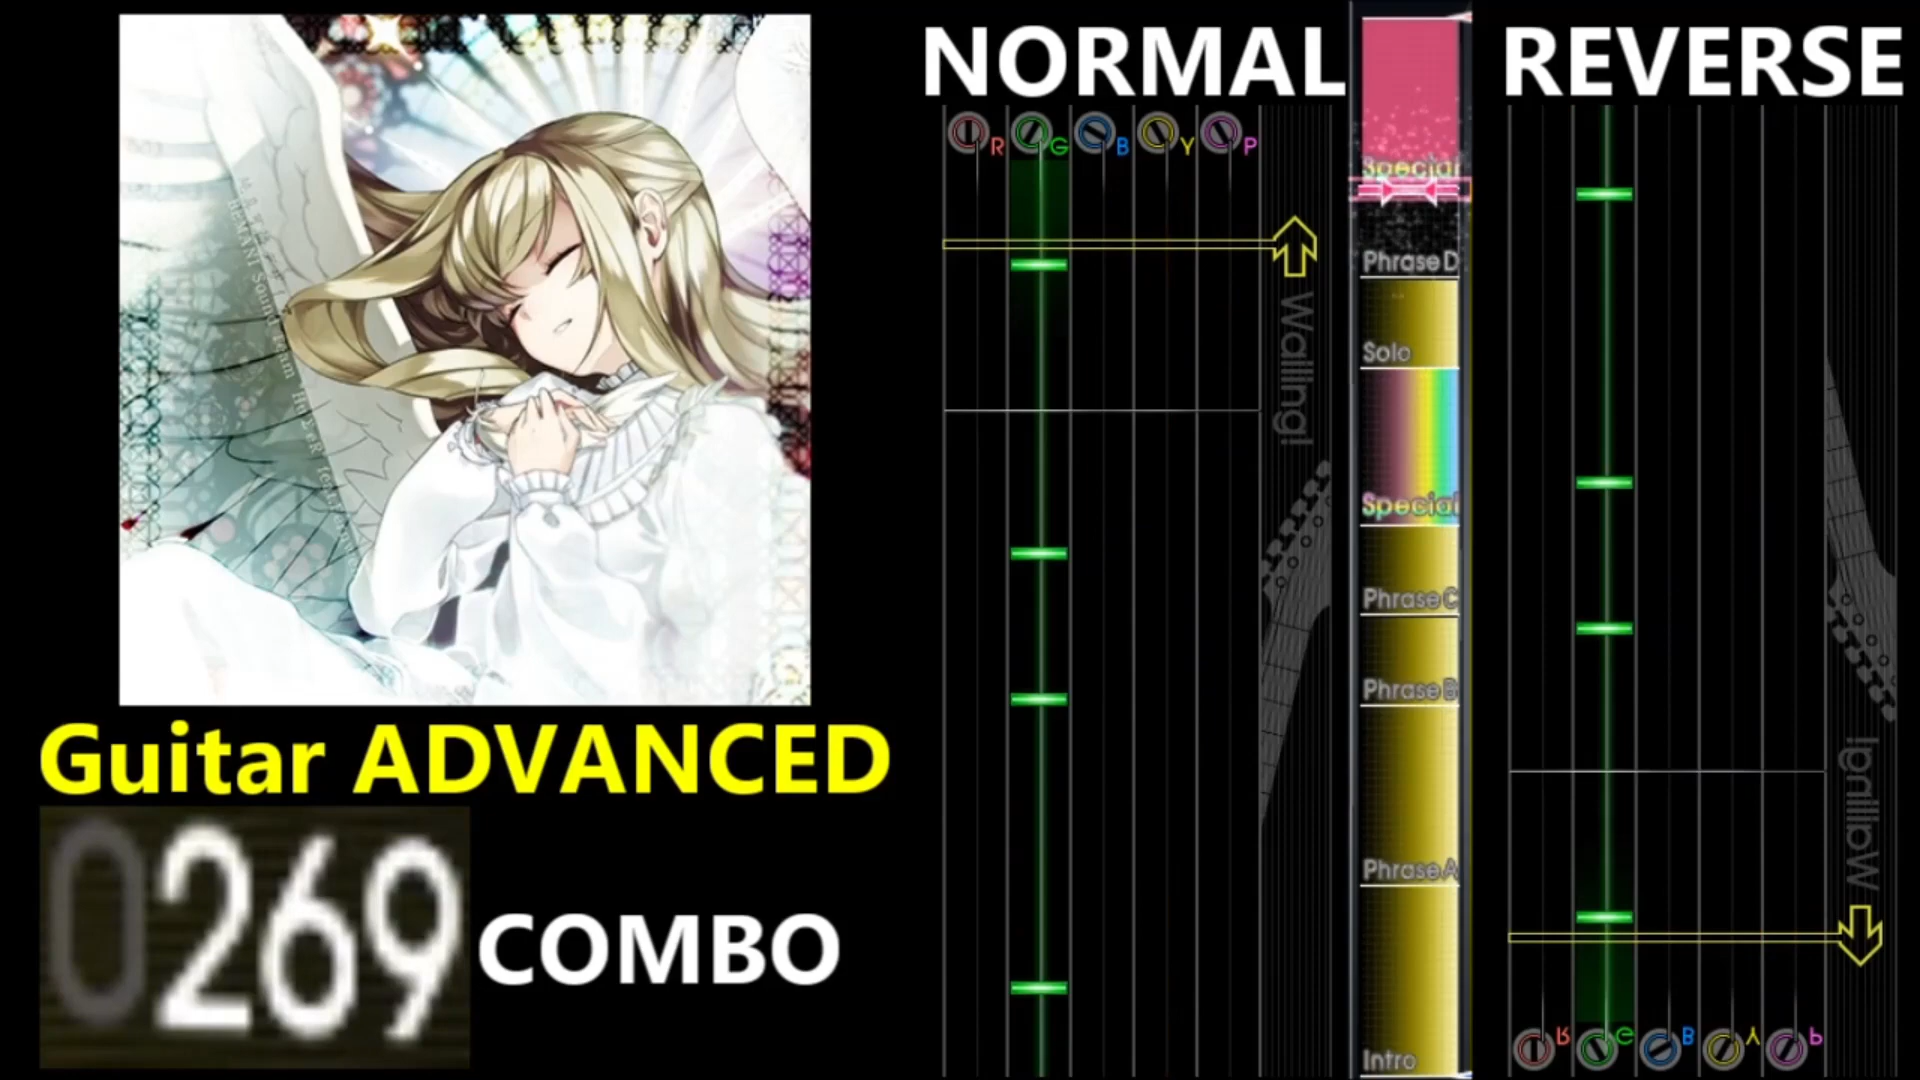 NORMAL
REVERSE
R G B Y P
Special
Phrase D
Wailing!
Solo
Special
Phrase C
Phrase B
Phrase A
Intro
Guitar ADVANCED
0269 COMBO
Wailing!
R G B Y P